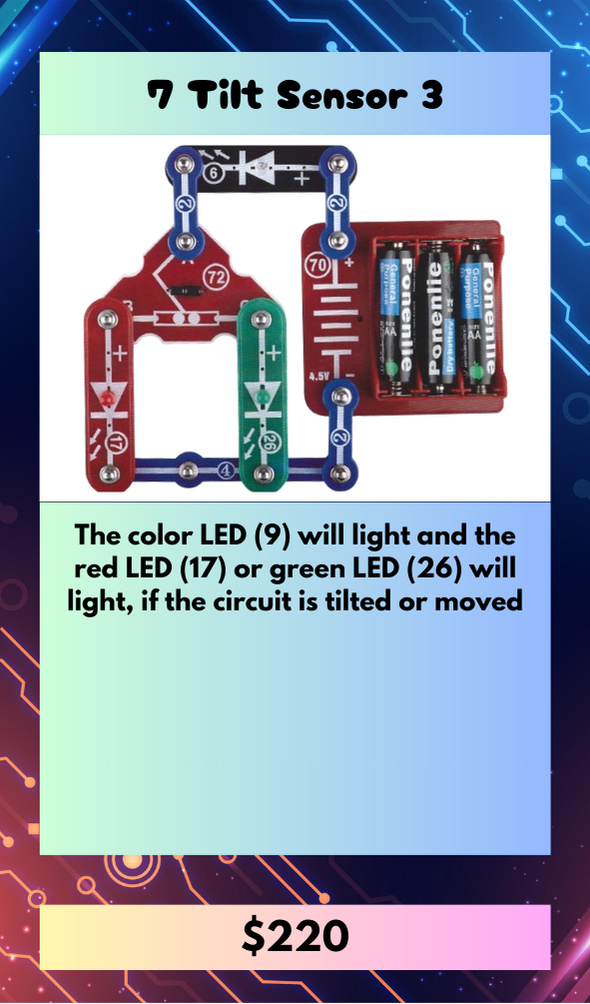 7 Tilt Sensor 3
6
+
2
2
A
72
70
+
B
C
+
+
4.5V
−
General Purpose
Ponenlie
SIZE AA
Ponenlie
Dry battery
General Purpose
Ponenlie
SIZE AA
17
26
2
4
The color LED (9) will light and the
red LED (17) or green LED (26) will
light, if the circuit is tilted or moved
$220